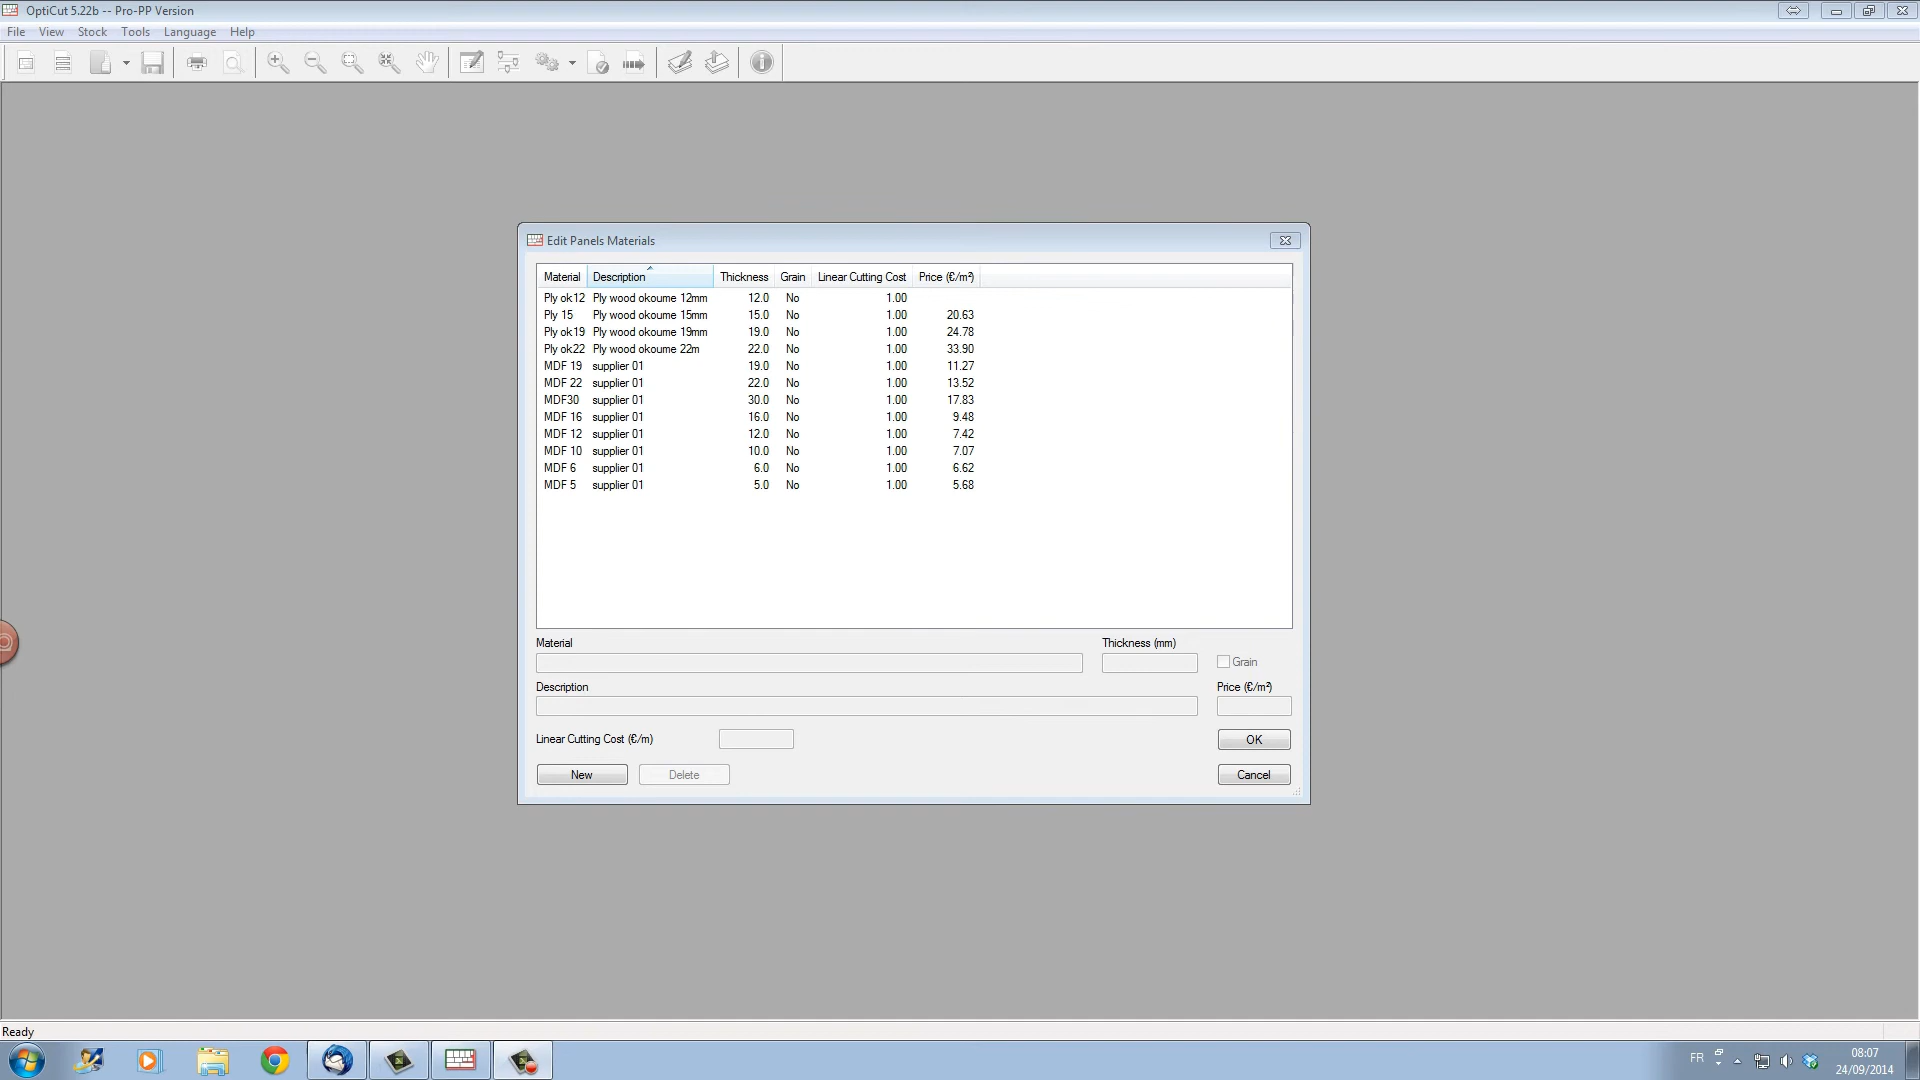 OptiCut 5.22b -- Pro-PP Version
File View Stock Tools Language Help
Edit Panels Materials
Material Description Thickness Grain Linear Cutting Cost Price (€/m²)
Ply ok12 Ply wood okoume 12mm 12.0 No 1.00
Ply 15 Ply wood okoume 15mm 15.0 No 1.00 20.63
Ply ok19 Ply wood okoume 19mm 19.0 No 1.00 24.78
Ply ok22 Ply wood okoume 22m 22.0 No 1.00 33.90
MDF 19 supplier 01 19.0 No 1.00 11.27
MDF 22 supplier 01 22.0 No 1.00 13.52
MDF30 supplier 01 30.0 No 1.00 17.83
MDF 16 supplier 01 16.0 No 1.00 9.48
MDF 12 supplier 01 12.0 No 1.00 7.42
MDF 10 supplier 01 10.0 No 1.00 7.07
MDF 6 supplier 01 6.0 No 1.00 6.62
MDF 5 supplier 01 5.0 No 1.00 5.68
Material Thickness (mm)
Grain
Description Price (€/m²)
Linear Cutting Cost (€/m) OK
New Delete Cancel
Ready
FR 08:07
24/09/2014